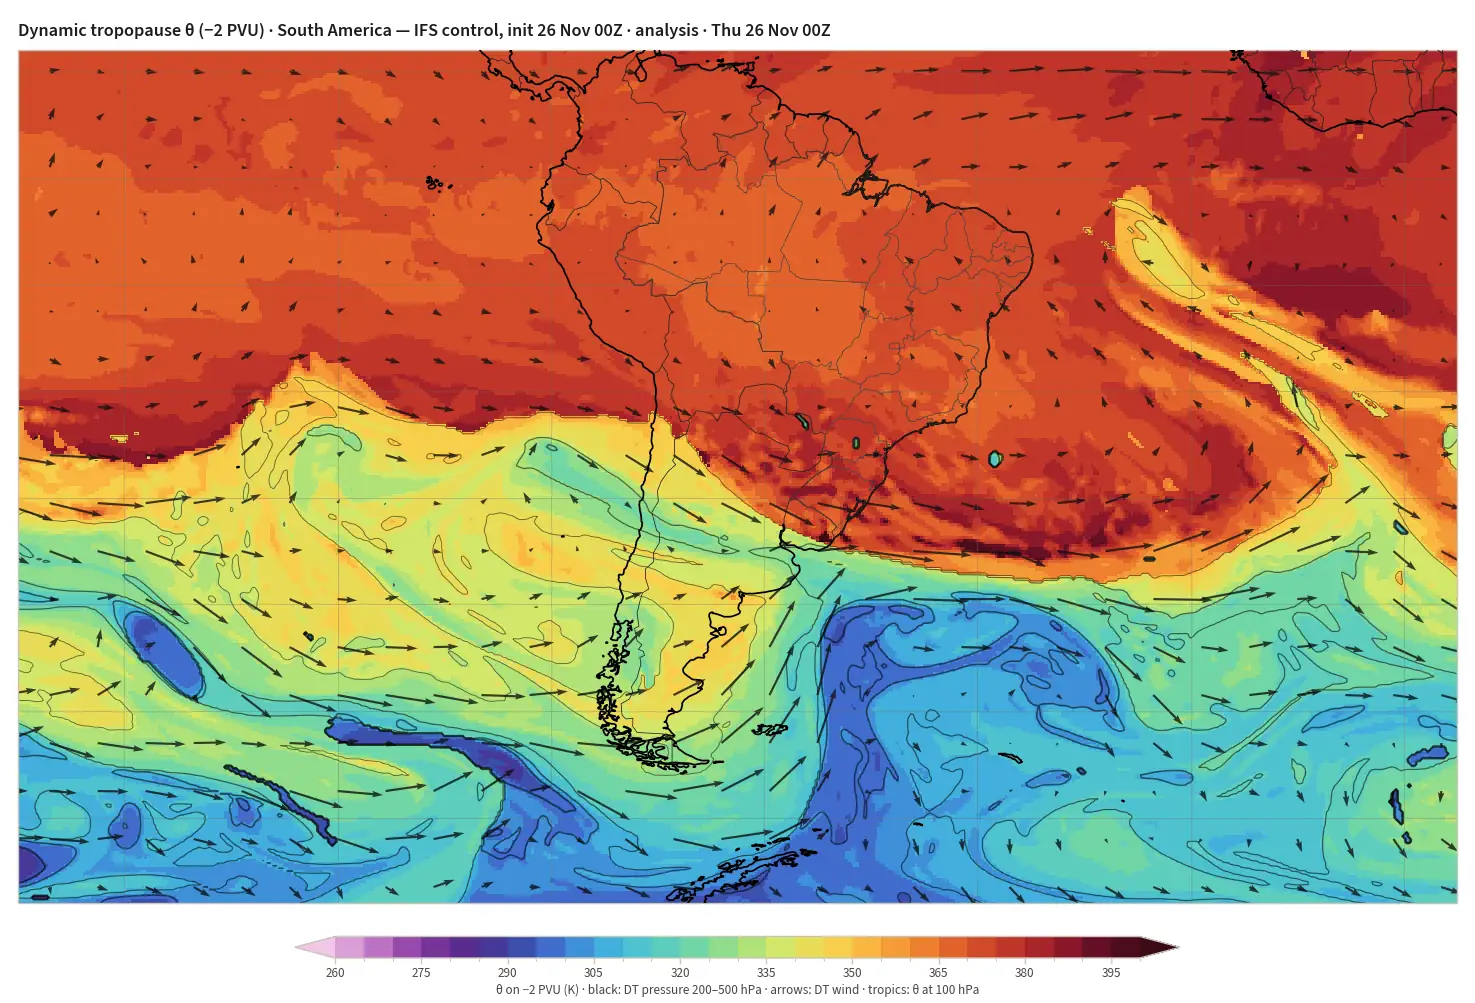 Dynamic tropopause θ (−2 PVU) · South America — IFS control, init 26 Nov 00Z · analysis · Thu 26 Nov 00Z
260 275 290 305 320 335 350 365 380 395
θ on −2 PVU (K) · black: DT pressure 200–500 hPa · arrows: DT wind · tropics: θ at 100 hPa